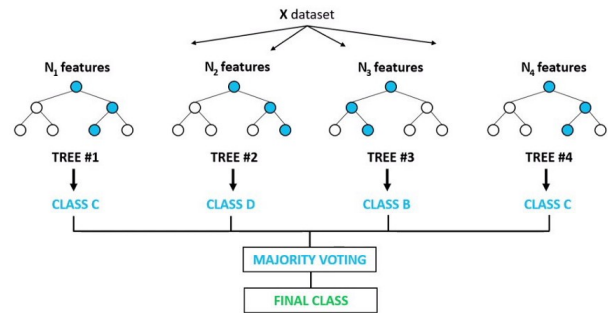 X dataset
N₁ features
N₂ features
N₃ features
N₄ features
TREE #1
TREE #2
TREE #3
TREE #4
CLASS C
CLASS D
CLASS B
CLASS C
MAJORITY VOTING
FINAL CLASS